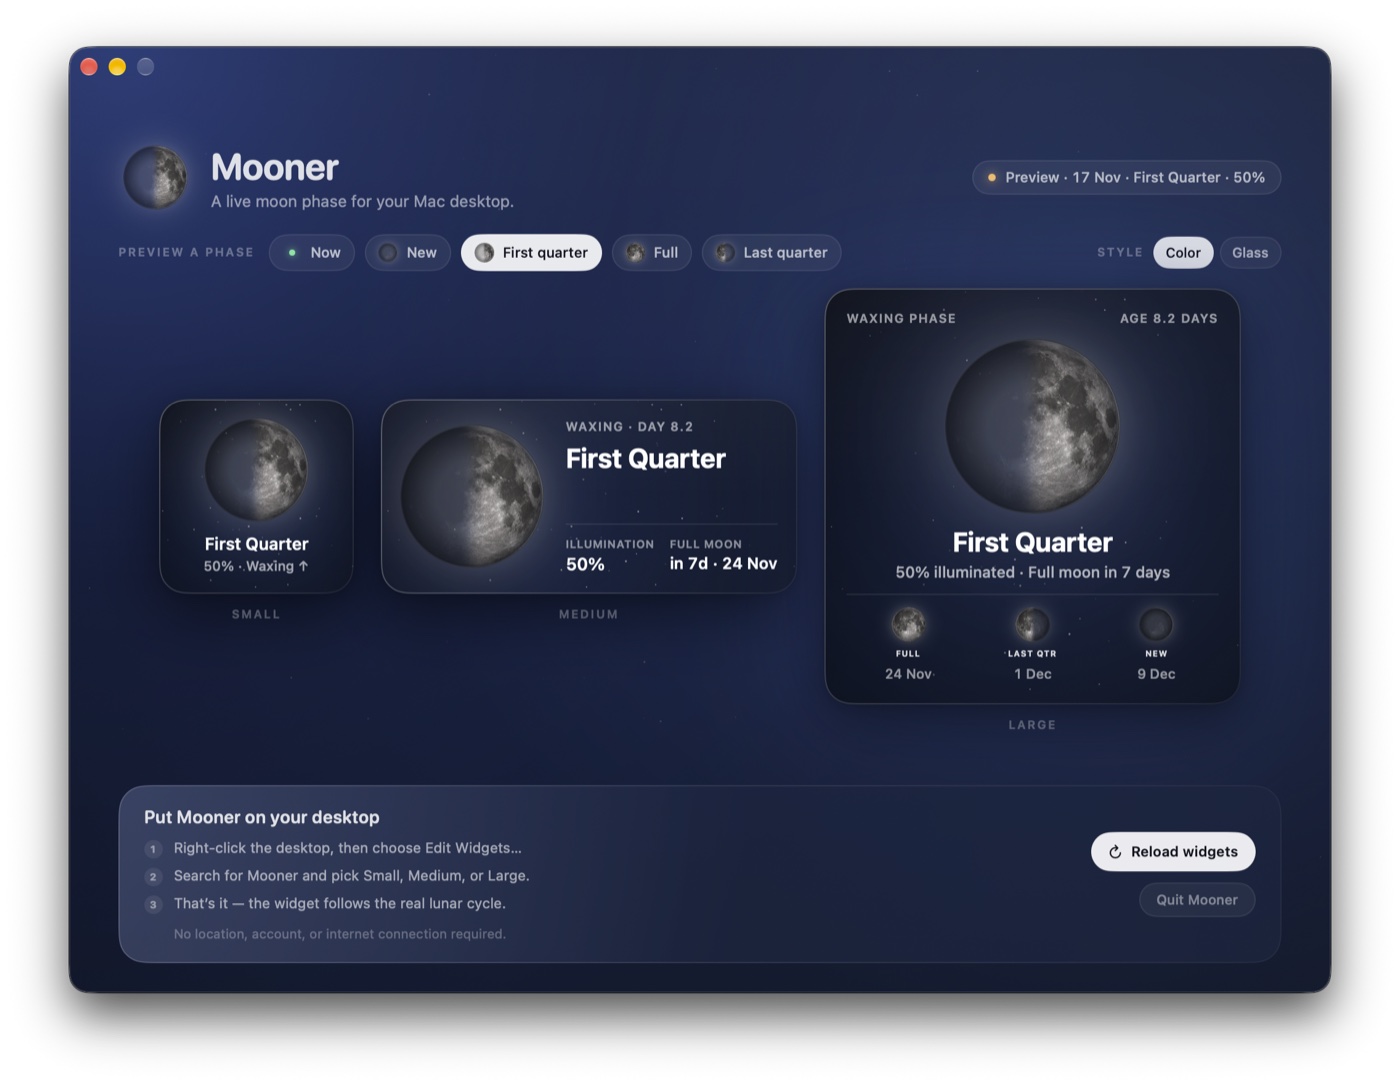 Mooner
A live moon phase for your Mac desktop.
Preview · 17 Nov · First Quarter · 50%
PREVIEW A PHASE
Now
New
First quarter
Full
Last quarter
STYLE
Color
Glass
First Quarter
50% · Waxing ↑
SMALL
WAXING · DAY 8.2
First Quarter
ILLUMINATION
50%
FULL MOON
in 7d · 24 Nov
MEDIUM
WAXING PHASE
AGE 8.2 DAYS
First Quarter
50% illuminated · Full moon in 7 days
FULL
24 Nov
LAST QTR
1 Dec
NEW
9 Dec
LARGE
Put Mooner on your desktop
1 Right-click the desktop, then choose Edit Widgets…
2 Search for Mooner and pick Small, Medium, or Large.
3 That’s it — the widget follows the real lunar cycle.
No location, account, or internet connection required.
Reload widgets
Quit Mooner